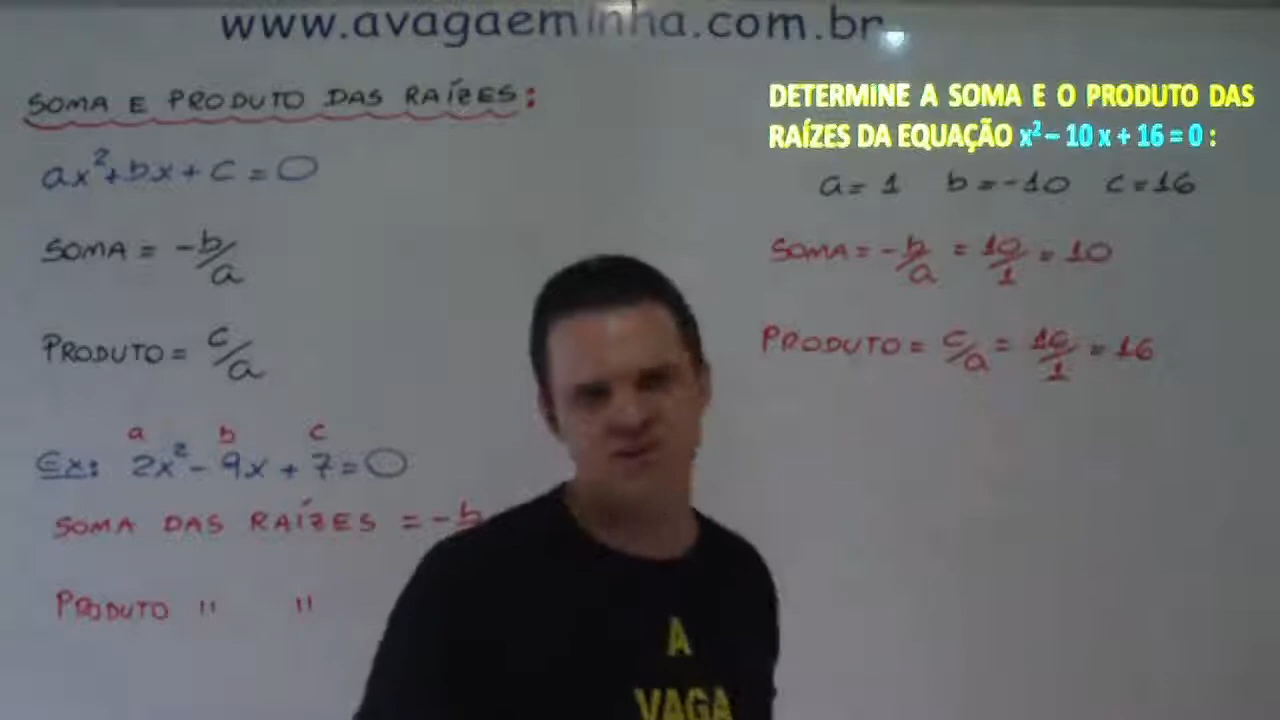 www.avagaeminha.com.br
SOMA E PRODUTO DAS RAÍZES:
ax²+bx+c=0
SOMA = -b/a
PRODUTO = c/a
a b c
Ex: 2x²-9x+7=0
SOMA DAS RAÍZES = -b
PRODUTO " "
DETERMINE A SOMA E O PRODUTO DAS
RAÍZES DA EQUAÇÃO x² – 10 x + 16 = 0 :
a=1 b=-10 c=16
SOMA = -b/a = 10/1 = 10
PRODUTO = c/a = 16/1 = 16
A
VAGA